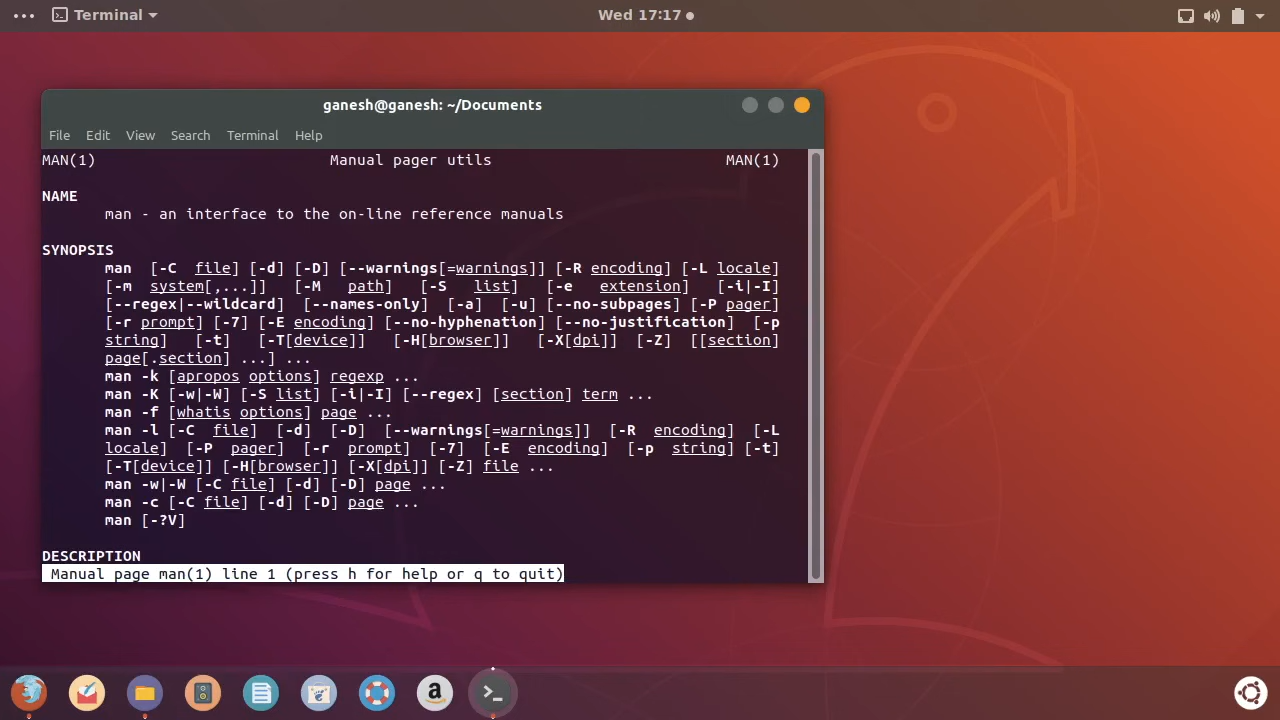 Terminal
Wed 17:17
ganesh@ganesh: ~/Documents
File Edit View Search Terminal Help
MAN(1) Manual pager utils MAN(1)
NAME
man - an interface to the on-line reference manuals
SYNOPSIS
man [-C file] [-d] [-D] [--warnings[=warnings]] [-R encoding] [-L locale]
[-m system[,...]] [-M path] [-S list] [-e extension] [-i|-I]
[--regex|--wildcard] [--names-only] [-a] [-u] [--no-subpages] [-P pager]
[-r prompt] [-7] [-E encoding] [--no-hyphenation] [--no-justification] [-p
string] [-t] [-T[device]] [-H[browser]] [-X[dpi]] [-Z] [[section]
page[.section] ...] ...
man -k [apropos options] regexp ...
man -K [-w|-W] [-S list] [-i|-I] [--regex] [section] term ...
man -f [whatis options] page ...
man -l [-C file] [-d] [-D] [--warnings[=warnings]] [-R encoding] [-L
locale] [-P pager] [-r prompt] [-7] [-E encoding] [-p string] [-t]
[-T[device]] [-H[browser]] [-X[dpi]] [-Z] file ...
man -w|-W [-C file] [-d] [-D] page ...
man -c [-C file] [-d] [-D] page ...
man [-?V]
DESCRIPTION
Manual page man(1) line 1 (press h for help or q to quit)